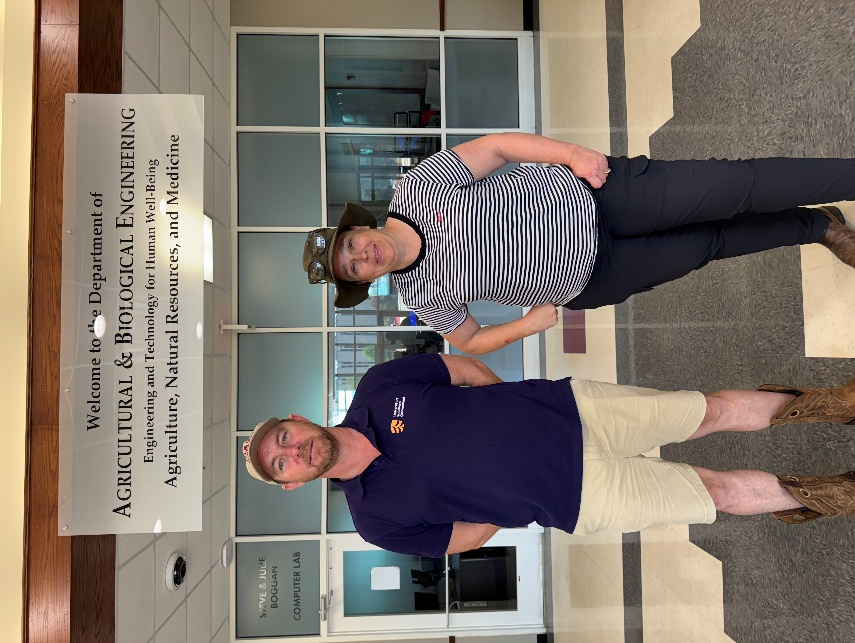 Welcome to the Department of
AGRICULTURAL & BIOLOGICAL ENGINEERING
Engineering and Technology for Human Well-Being
Agriculture, Natural Resources, and Medicine
STEVE & JULIE
BOGGAN
COMPUTER LAB